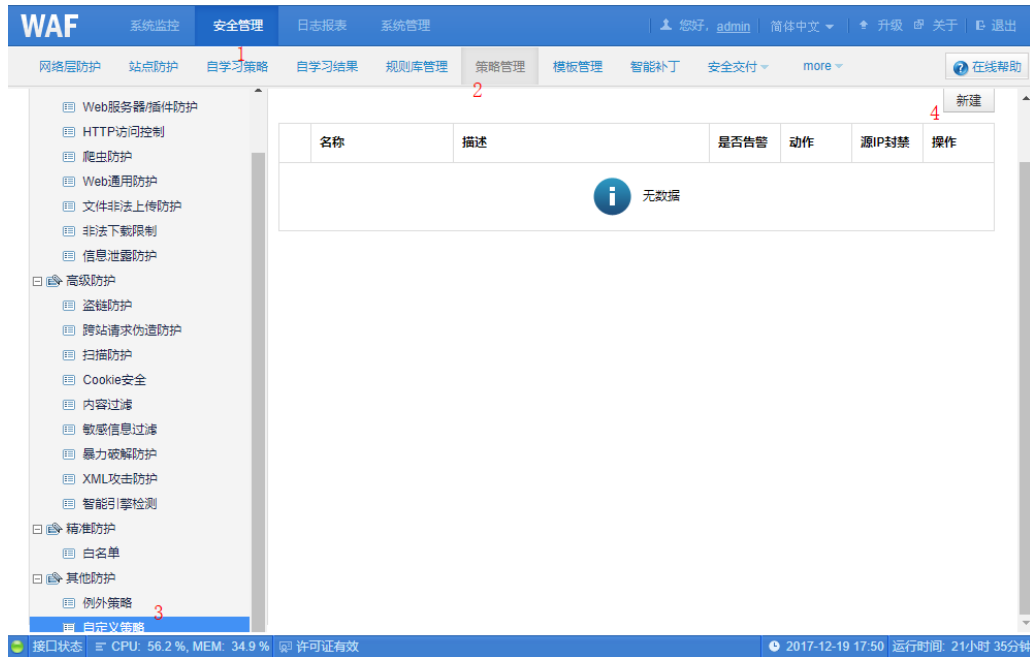 WAF 系统监控 安全管理 日志报表 系统管理 您好, admin 简体中文 升级 关于 退出
1
网络层防护 站点防护 自学习策略 自学习结果 规则库管理 策略管理 模板管理 智能补丁 安全交付 more 在线帮助
2
新建
4
Web服务器/插件防护
HTTP访问控制
名称 描述 是否告警 动作 源IP封禁 操作
爬虫防护
Web通用防护
无数据
文件非法上传防护
非法下载限制
信息泄露防护
高级防护
盗链防护
跨站请求伪造防护
扫描防护
Cookie安全
内容过滤
敏感信息过滤
暴力破解防护
XML攻击防护
智能引擎检测
精准防护
白名单
其他防护
例外策略
3
自定义策略
接口状态 CPU: 56.2 %, MEM: 34.9 % 许可证有效 2017-12-19 17:50 运行时间: 21小时 35分钟